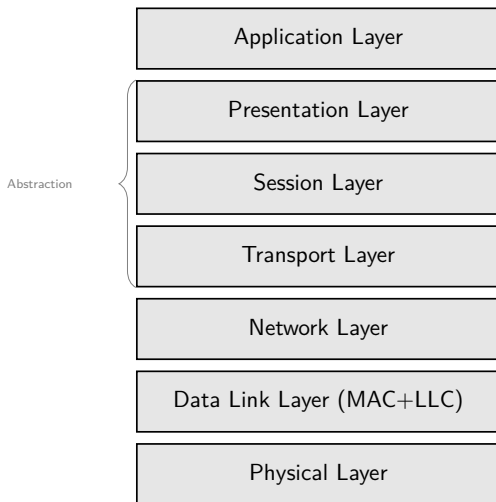 Application Layer
Presentation Layer
Abstraction
Session Layer
Transport Layer
Network Layer
Data Link Layer (MAC+LLC)
Physical Layer